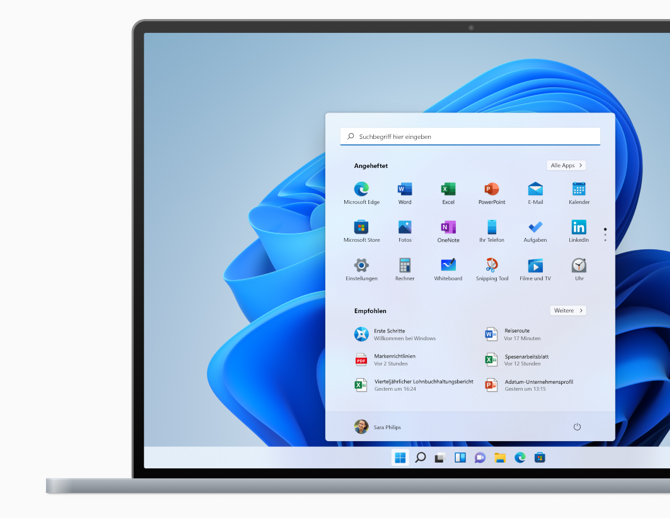 Suchbegriff hier eingeben
Angeheftet
Alle Apps >
Microsoft Edge Word Excel PowerPoint E-Mail Kalender
Microsoft Store Fotos OneNote Ihr Telefon Aufgaben LinkedIn
Einstellungen Rechner Whiteboard Snipping Tool Filme und TV Uhr
Empfohlen
Weitere >
Erste Schritte
Willkommen bei Windows
Reiseroute
Vor 17 Minuten
Markenrichtlinien
Vor 2 Stunden
Spesenarbeitsblatt
Vor 12 Stunden
Vierteljährlicher Lohnbuchhaltungsbericht
Gestern um 16:24
Adatum-Unternehmensprofil
Gestern um 13:15
Sara Philips